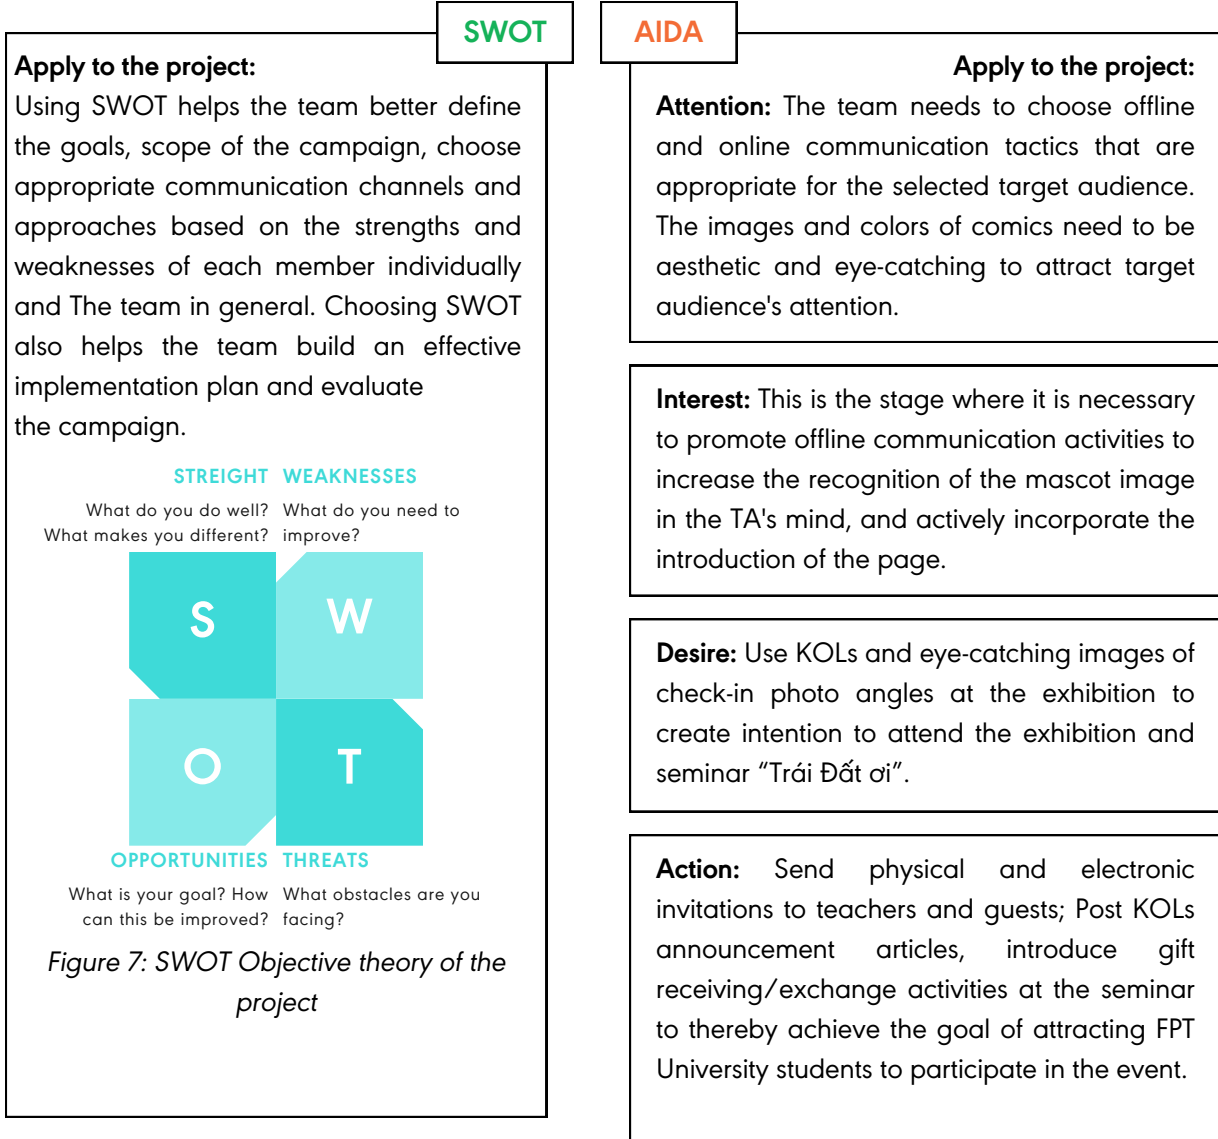 SWOT
Apply to the project:
Using SWOT helps the team better define
the goals, scope of the campaign, choose
appropriate communication channels and
approaches based on the strengths and
weaknesses of each member individually
and The team in general. Choosing SWOT
also helps the team build an effective
implementation plan and evaluate
the campaign.
STREIGHT
What do you do well?
What makes you different?
WEAKNESSES
What do you need to
improve?
S
W
O
T
OPPORTUNITIES
What is your goal? How
can this be improved?
THREATS
What obstacles are you
facing?
Figure 7: SWOT Objective theory of the
project
AIDA
Apply to the project:
Attention: The team needs to choose offline
and online communication tactics that are
appropriate for the selected target audience.
The images and colors of comics need to be
aesthetic and eye-catching to attract target
audience's attention.
Interest: This is the stage where it is necessary
to promote offline communication activities to
increase the recognition of the mascot image
in the TA's mind, and actively incorporate the
introduction of the page.
Desire: Use KOLs and eye-catching images of
check-in photo angles at the exhibition to
create intention to attend the exhibition and
seminar “Trái Đất ơi”.
Action: Send physical and electronic
invitations to teachers and guests; Post KOLs
announcement articles, introduce gift
receiving/exchange activities at the seminar
to thereby achieve the goal of attracting FPT
University students to participate in the event.